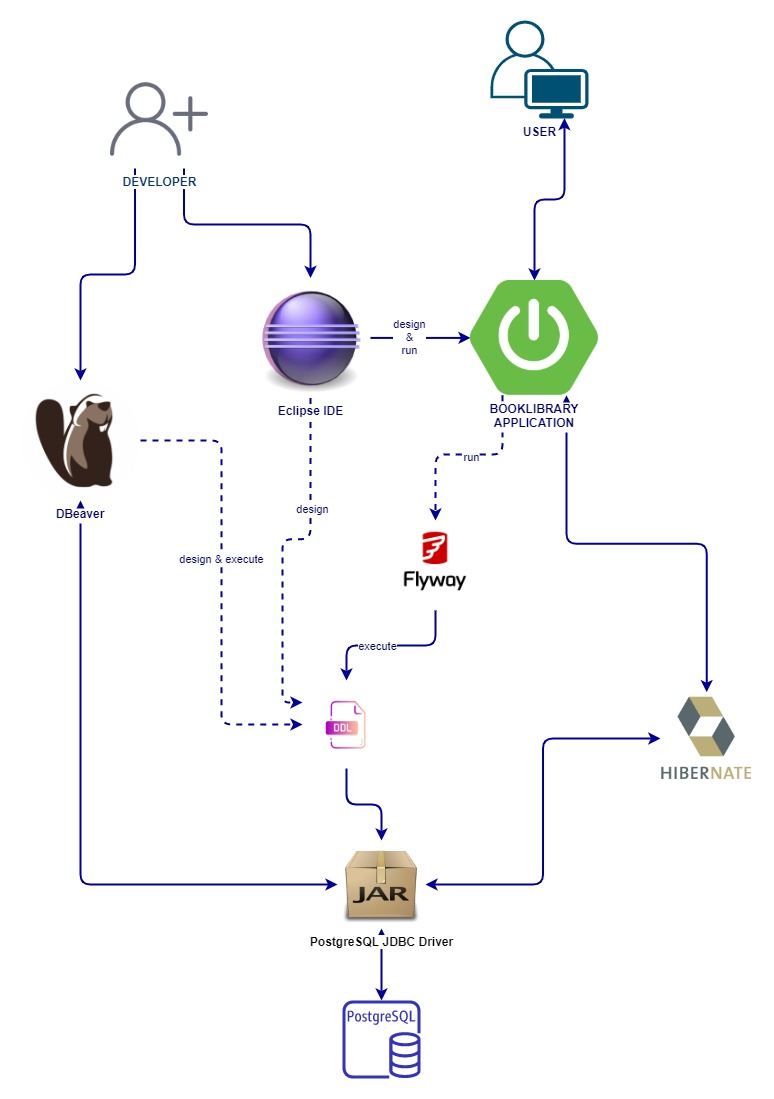 USER
DEVELOPER
design
&
run
Eclipse IDE
BOOKLIBRARY
APPLICATION
run
DBeaver
design
design & execute
Flyway
execute
DDL
HIBERNATE
JAR
PostgreSQL JDBC Driver
PostgreSQL